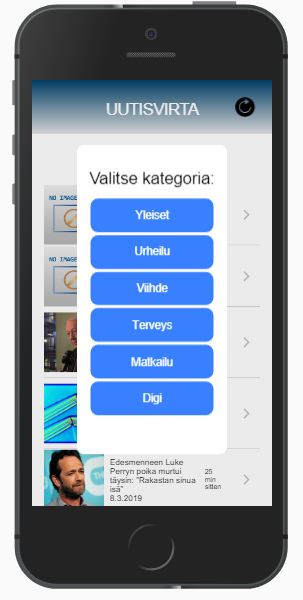 UUTISVIRTA
Valitse kategoria:
Yleiset
Urheilu
Viihde
Terveys
Matkailu
Digi
NO IMAGE
NO IMAGE
Edesmenneen Luke
Perryn poika murtui
täysin: "Rakastan sinua
isä"
8.3.2019
25
min
sitten